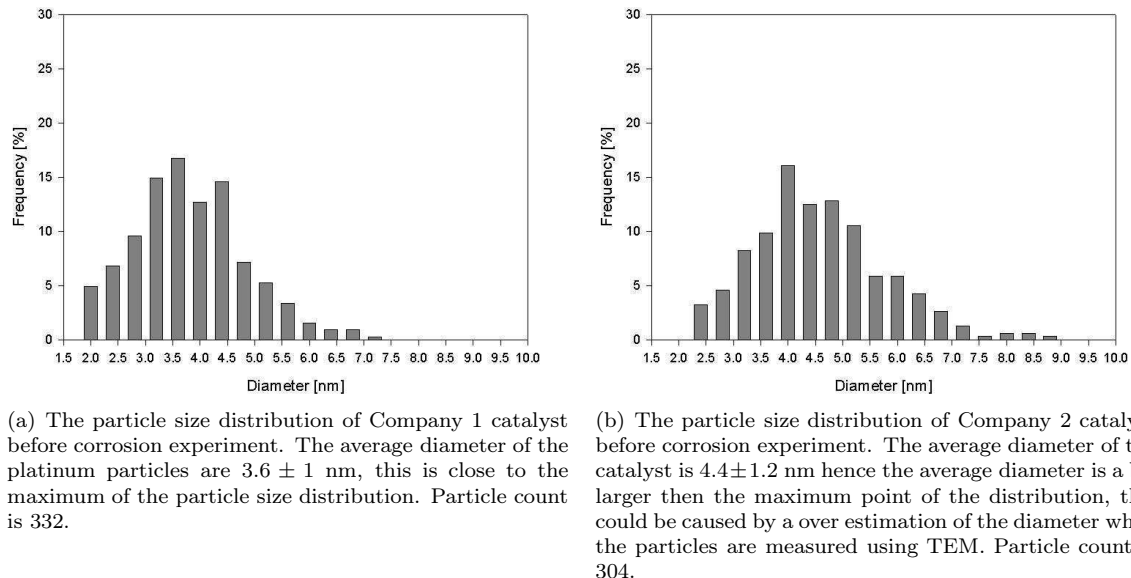 30
25
20
15
10
5
0
Frequency [%]
1.5 2.0 2.5 3.0 3.5 4.0 4.5 5.0 5.5 6.0 6.5 7.0 7.5 8.0 8.5 9.0 9.5 10.0
Diameter [nm]
(a) The particle size distribution of Company 1 catalyst
before corrosion experiment. The average diameter of the
platinum particles are 3.6 ± 1 nm, this is close to the
maximum of the particle size distribution. Particle count
is 332.
30
25
20
15
10
5
0
Frequency [%]
1.5 2.0 2.5 3.0 3.5 4.0 4.5 5.0 5.5 6.0 6.5 7.0 7.5 8.0 8.5 9.0 9.5 10.0
Diameter [nm]
(b) The particle size distribution of Company 2 cataly
before corrosion experiment. The average diameter of t
catalyst is 4.4±1.2 nm hence the average diameter is a
larger then the maximum point of the distribution, th
could be caused by a over estimation of the diameter wh
the particles are measured using TEM. Particle count
304.